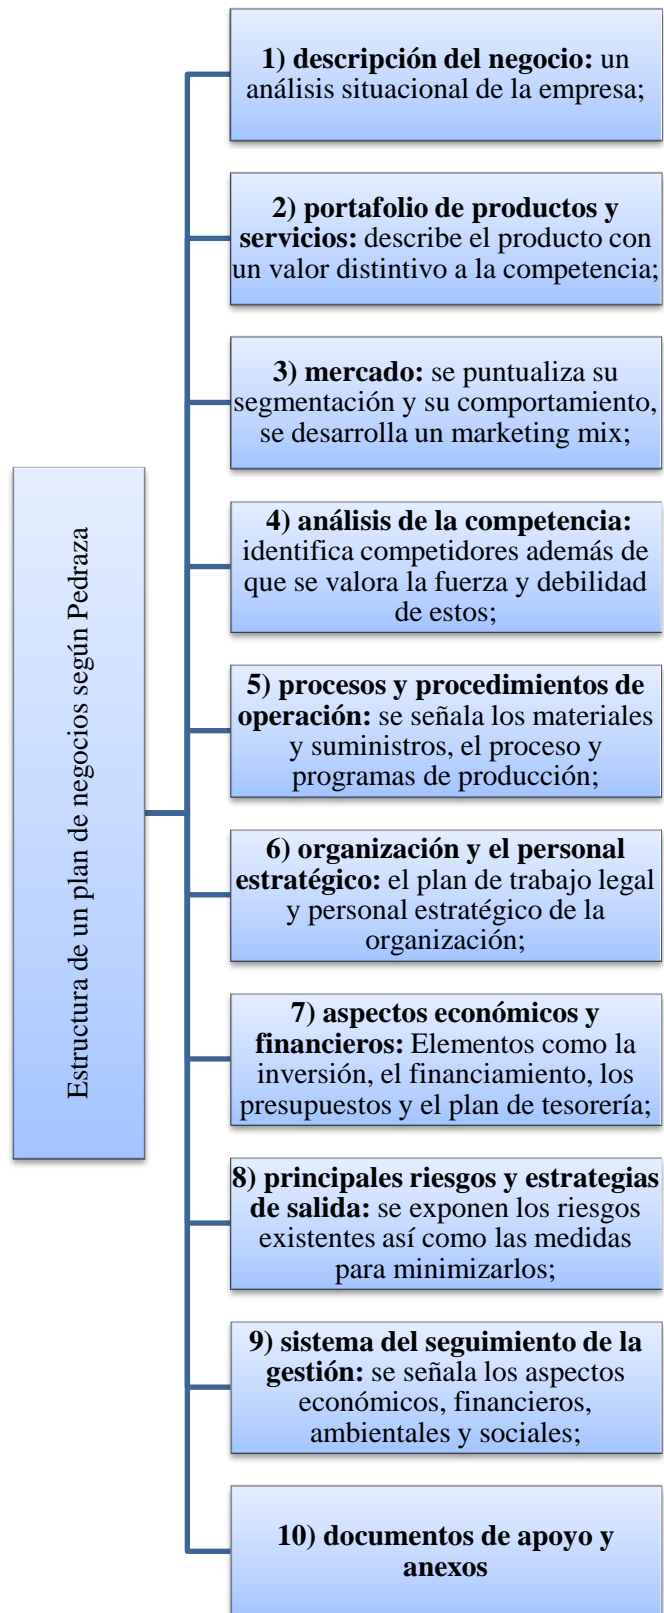 Estructura de un plan de negocios según Pedraza
1) descripción del negocio: un
análisis situacional de la empresa;
2) portafolio de productos y
servicios: describe el producto con
un valor distintivo a la competencia;
3) mercado: se puntualiza su
segmentación y su comportamiento,
se desarrolla un marketing mix;
4) análisis de la competencia:
identifica competidores además de
que se valora la fuerza y debilidad
de estos;
5) procesos y procedimientos de
operación: se señala los materiales
y suministros, el proceso y
programas de producción;
6) organización y el personal
estratégico: el plan de trabajo legal
y personal estratégico de la
organización;
7) aspectos económicos y
financieros: Elementos como la
inversión, el financiamiento, los
presupuestos y el plan de tesorería;
8) principales riesgos y estrategias
de salida: se exponen los riesgos
existentes así como las medidas
para minimizarlos;
9) sistema del seguimiento de la
gestión: se señala los aspectos
económicos, financieros,
ambientales y sociales;
10) documentos de apoyo y
anexos